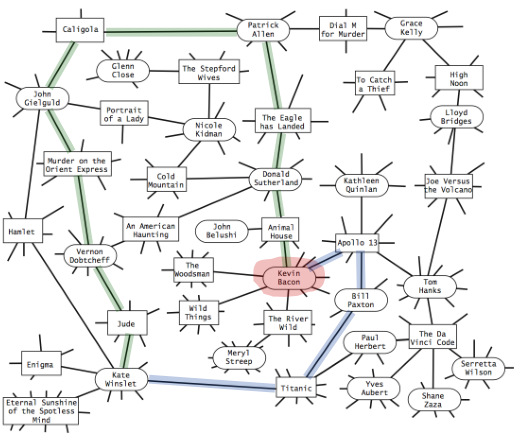 Caligola
Patrick
Allen
Dial M
for Murder
Grace
Kelly
Glenn
Close
The Stepford
Wives
To Catch
a Thief
High
Noon
John
Gielguld
Portrait
of a Lady
Nicole
Kidman
The Eagle
has Landed
Lloyd
Bridges
Murder on the
Orient Express
Cold
Mountain
Donald
Sutherland
Kathleen
Quinlan
Joe Versus
the Volcano
Hamlet
An American
Haunting
John
Belushi
Animal
House
Apollo 13
Vernon
Dobtcheff
The
Woodsman
Kevin
Bacon
Tom
Hanks
Bill
Paxton
Wild
Things
The River
Wild
Jude
Paul
Herbert
The Da
Vinci Code
Meryl
Streep
Enigma
Kate
Winslet
Titanic
Yves
Aubert
Shane
Zaza
Serretta
Wilson
Eternal Sunshine
of the Spotless
Mind